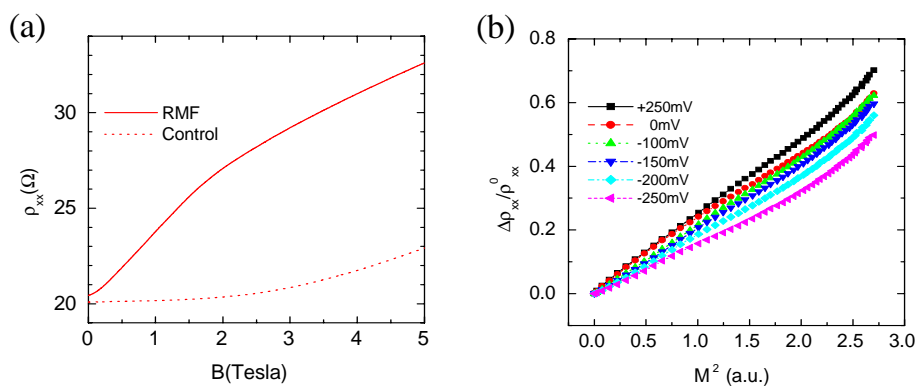 (a)
30
25
20
ρxx(Ω)
RMF
Control
0 1 2 3 4 5
B(Tesla)
(b)
0.8
0.6
0.4
0.2
0.0
Δρxx/ρ0xx
+250mV
0mV
-100mV
-150mV
-200mV
-250mV
0.0 0.5 1.0 1.5 2.0 2.5 3.0
M² (a.u.)